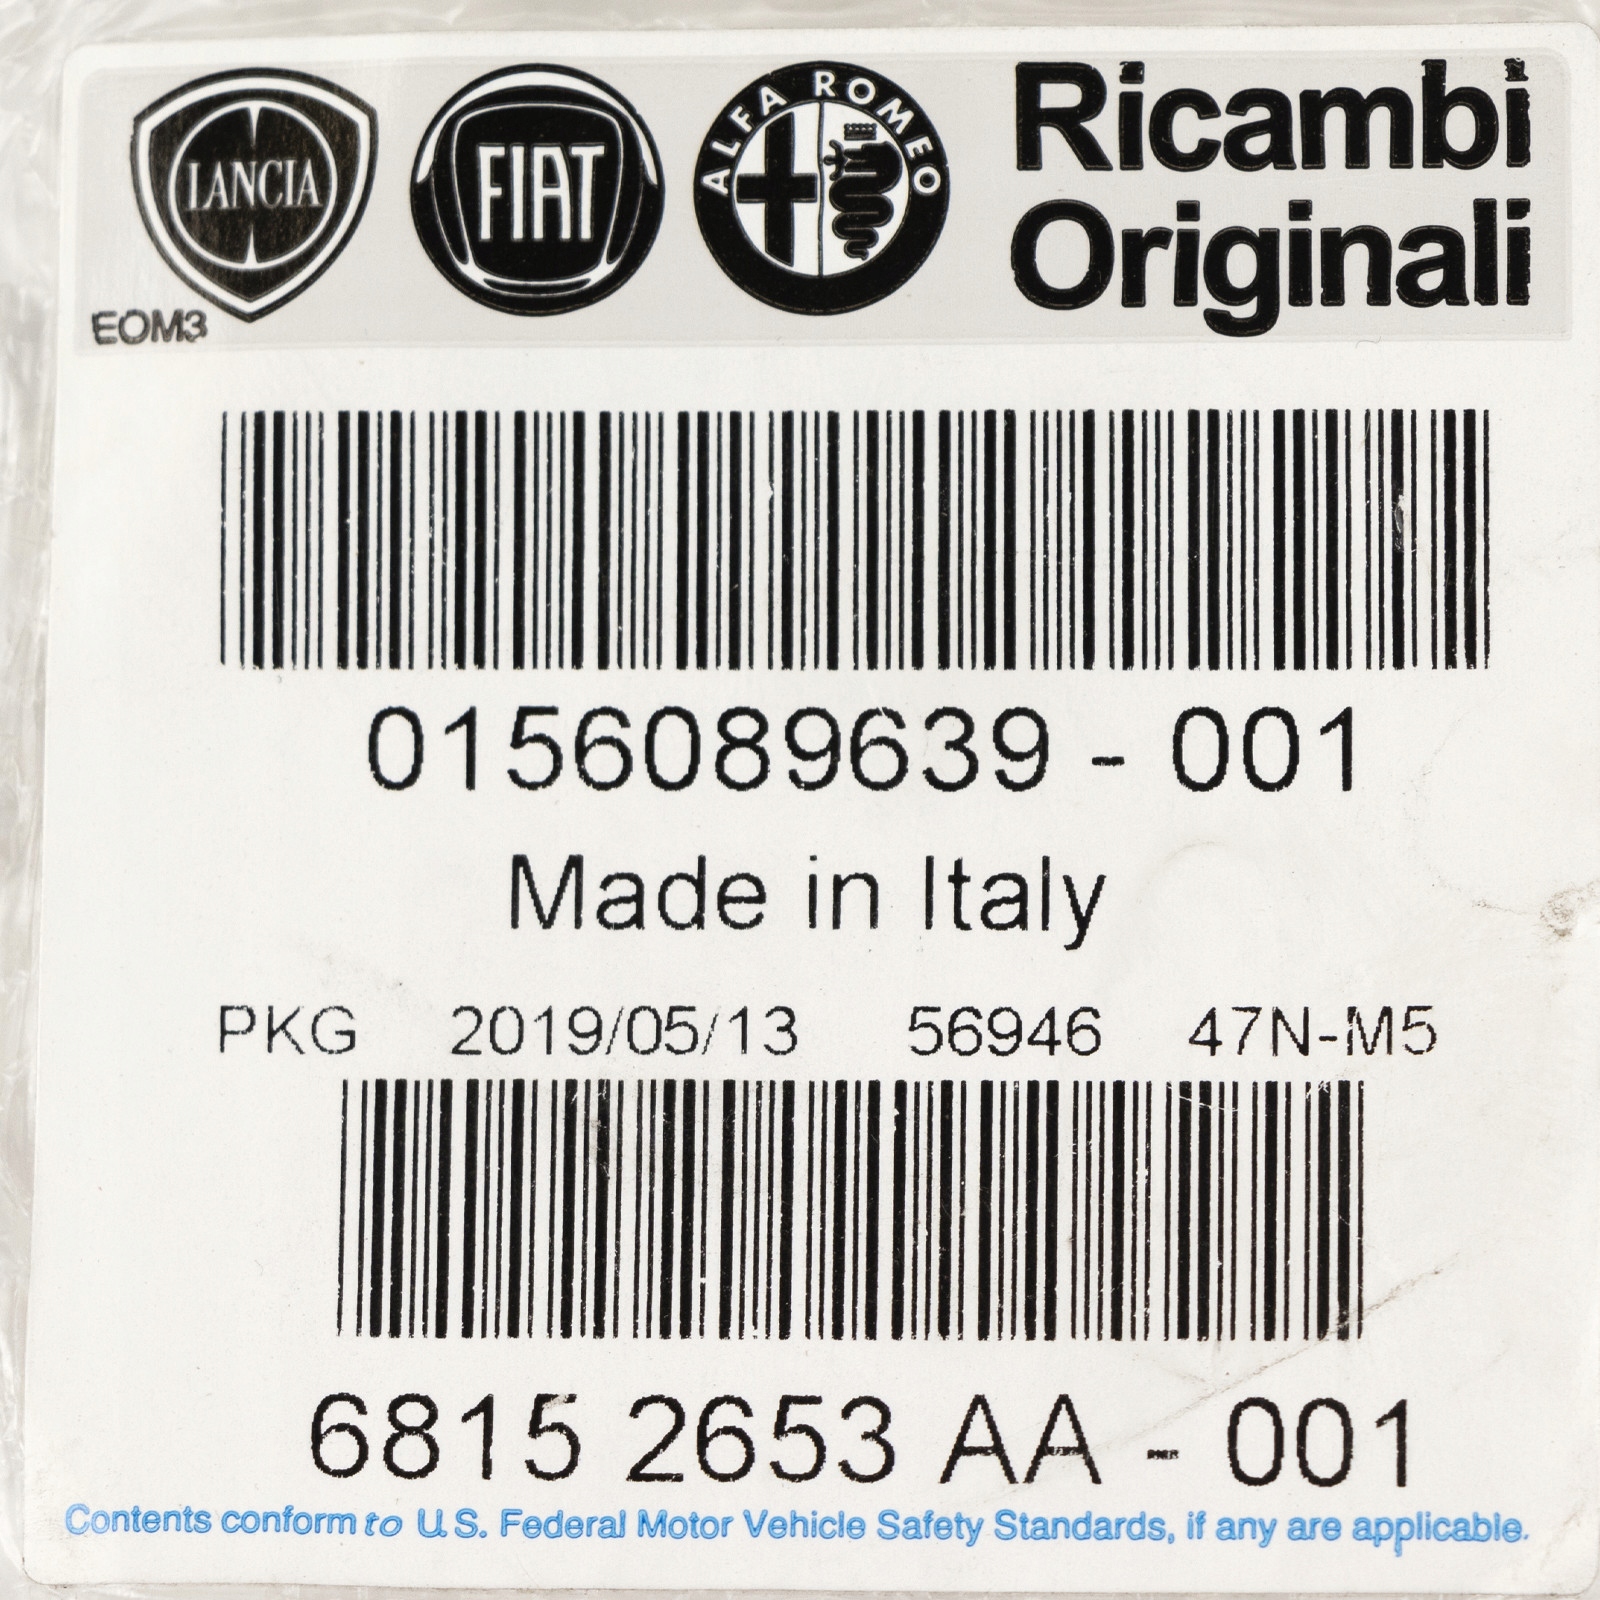 LANCIA
FIAT
ALFA ROMEO
Ricambi
Originali
EOM3
0156089639 - 001
Made in Italy
PKG 2019/05/13 56946 47N-M5
6815 2653 AA - 001
Contents conform to U.S. Federal Motor Vehicle Safety Standards, if any are applicable.